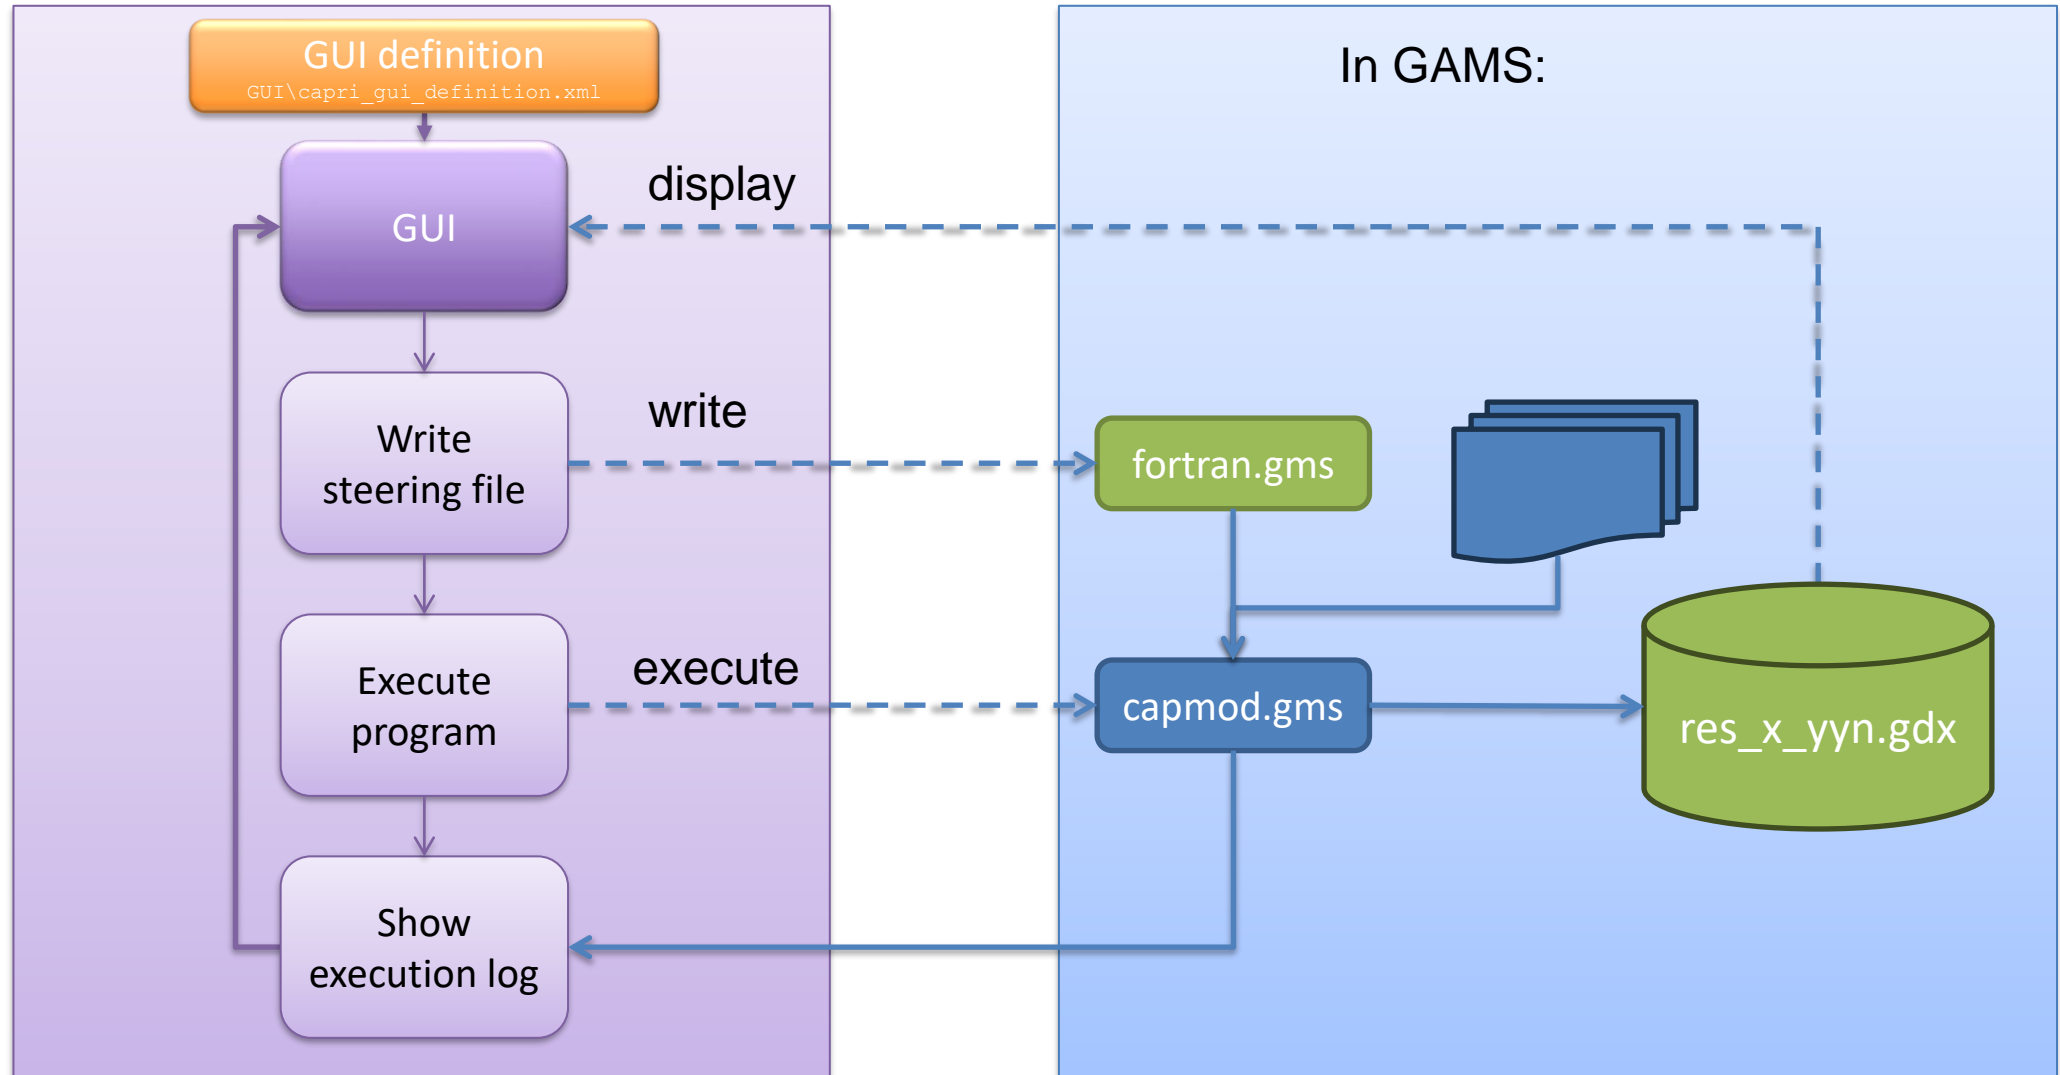 GUI definition
GUI\capri_gui_definition.xml
In GAMS:
GUI
display
Write
steering file
write
fortran.gms
Execute
program
execute
capmod.gms
res_x_yyn.gdx
Show
execution log